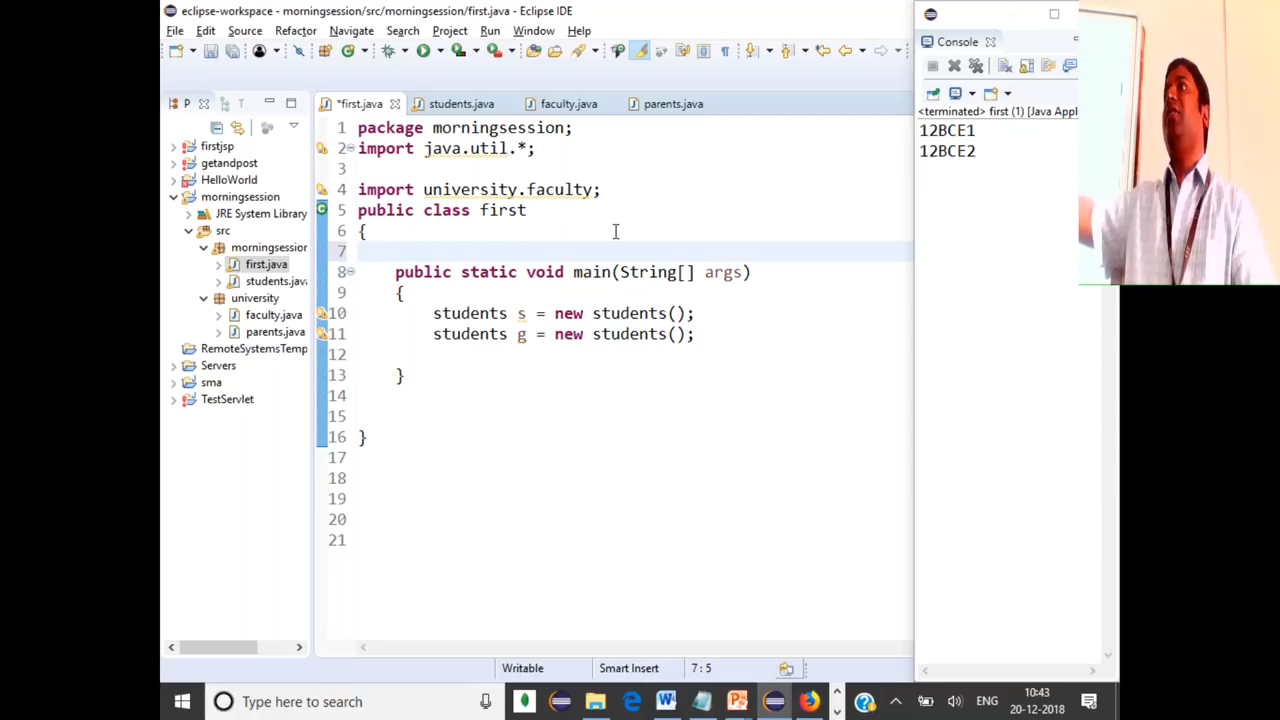 eclipse-workspace - morningsession/src/morningsession/first.java - Eclipse IDE
File Edit Source Refactor Navigate Search Project Run Window Help
P T
*first.java students.java faculty.java parents.java
firstjsp
getandpost
HelloWorld
morningsession
JRE System Library
src
morningsession
first.java
students.java
university
faculty.java
parents.java
RemoteSystemsTemp
Servers
sma
TestServlet
1 package morningsession;
2 import java.util.*;
3
4 import university.faculty;
5 public class first
6 {
7
8 public static void main(String[] args)
9 {
10 students s = new students();
11 students g = new students();
12
13 }
14
15
16 }
17
18
19
20
21
Console
<terminated> first (1) [Java Appl
12BCE1
12BCE2
Writable Smart Insert 7 : 5
Type here to search
ENG
10:43
20-12-2018